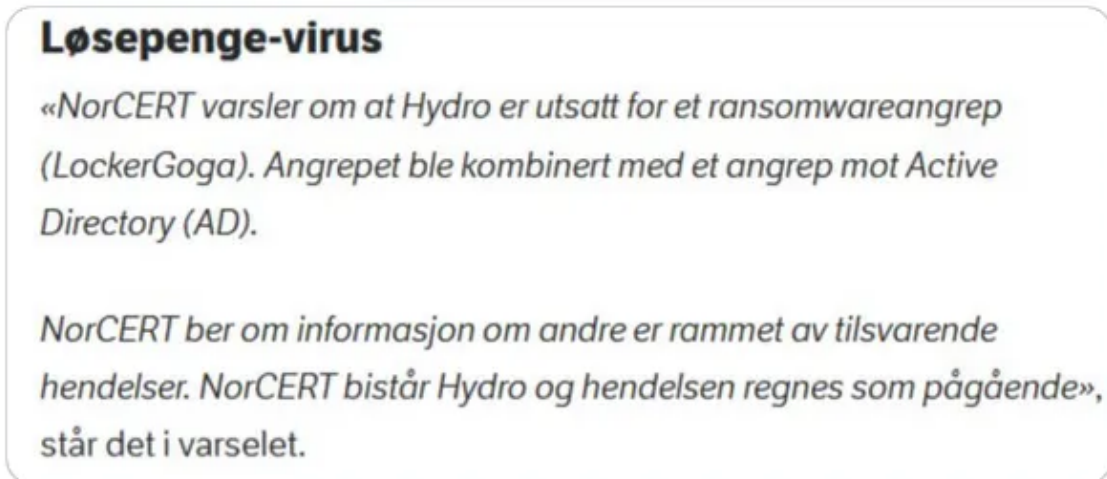 Løsepenge-virus
«NorCERT varsler om at Hydro er utsatt for et ransomwareangrep
(LockerGoga). Angrepet ble kombinert med et angrep mot Active
Directory (AD).
NorCERT ber om informasjon om andre er rammet av tilsvarende
hendelser. NorCERT bistår Hydro og hendelsen regnes som pågående»,
står det i varselet.